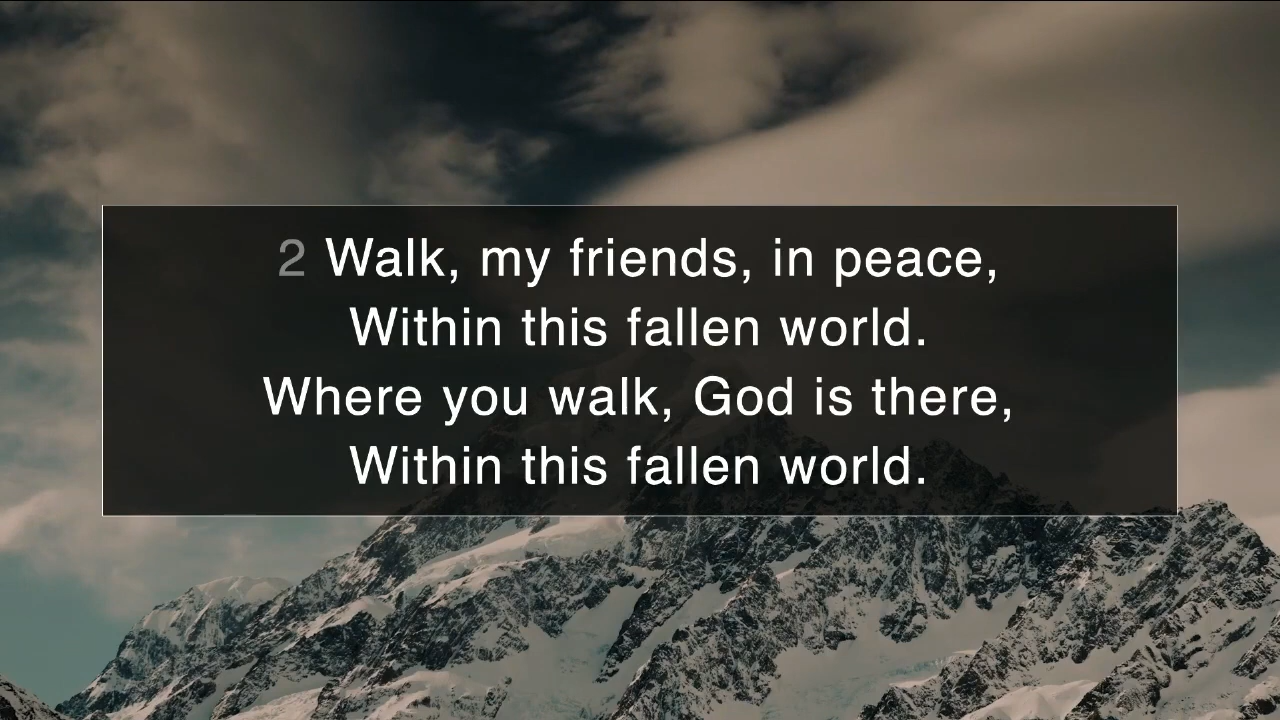 2 Walk, my friends, in peace,
Within this fallen world.
Where you walk, God is there,
Within this fallen world.